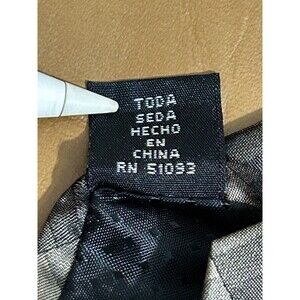 TODA
SEDA
HECHO
EN
CHINA
RN 51093